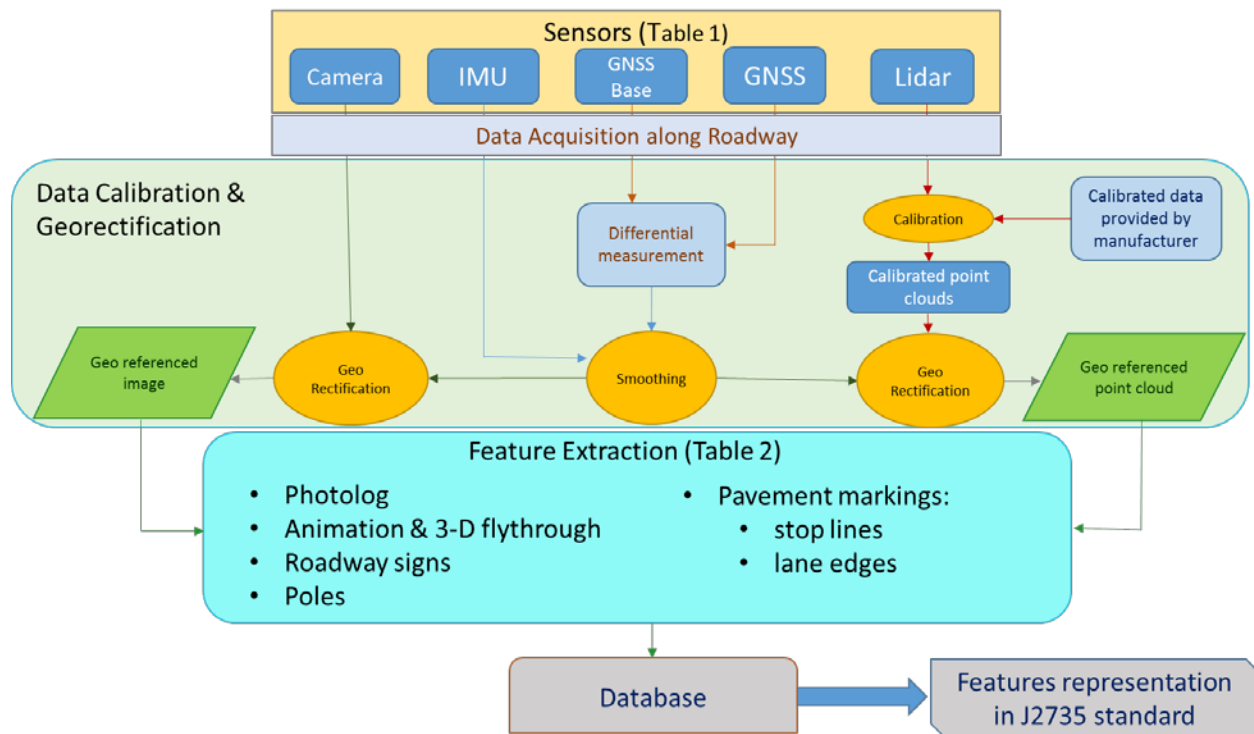 Sensors (Table 1)
Camera
IMU
GNSS
Base
GNSS
Lidar
Data Acquisition along Roadway
Data Calibration &
Georectification
Differential
measurement
Calibration
Calibrated data
provided by
manufacturer
Calibrated point
clouds
Geo referenced
image
Geo
Rectification
Smoothing
Geo
Rectification
Geo referenced
point cloud
Feature Extraction (Table 2)
• Photolog
• Animation & 3-D flythrough
• Roadway signs
• Poles
• Pavement markings:
• stop lines
• lane edges
Database
Features representation
in J2735 standard